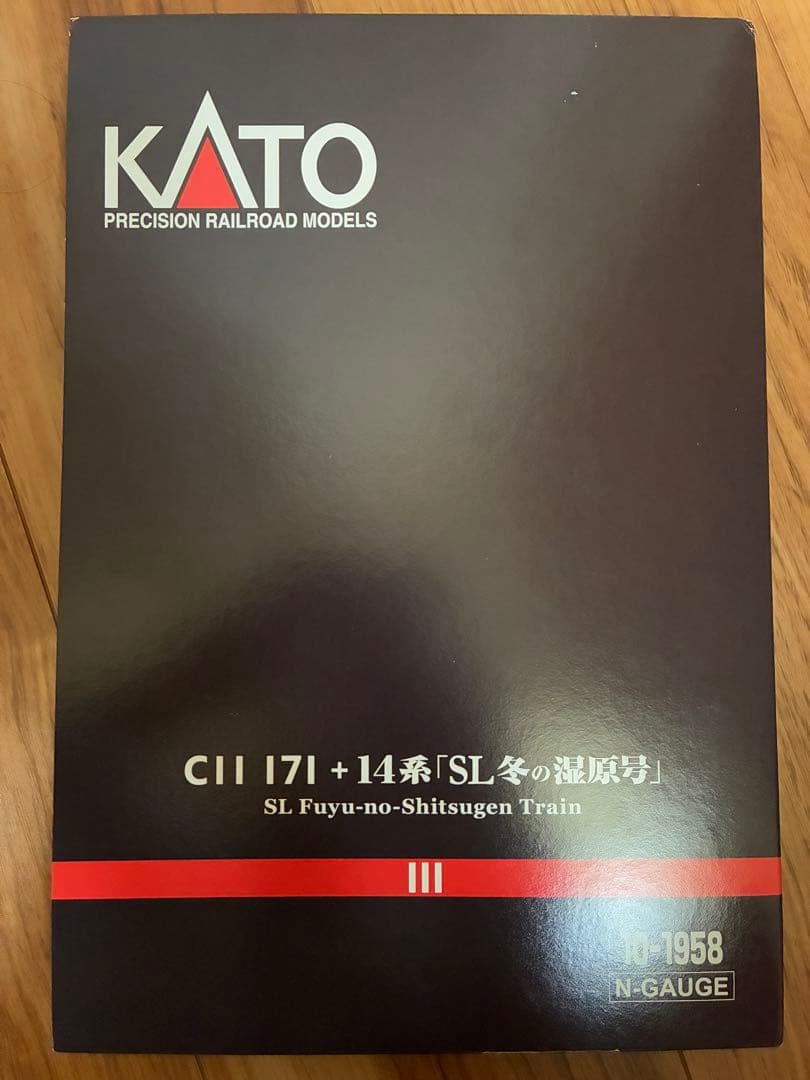 KATO
PRECISION RAILROAD MODELS
C11 171 + 14系「SL冬の湿原号」
SL Fuyu-no-Shitsugen Train
10-1958
N-GAUGE